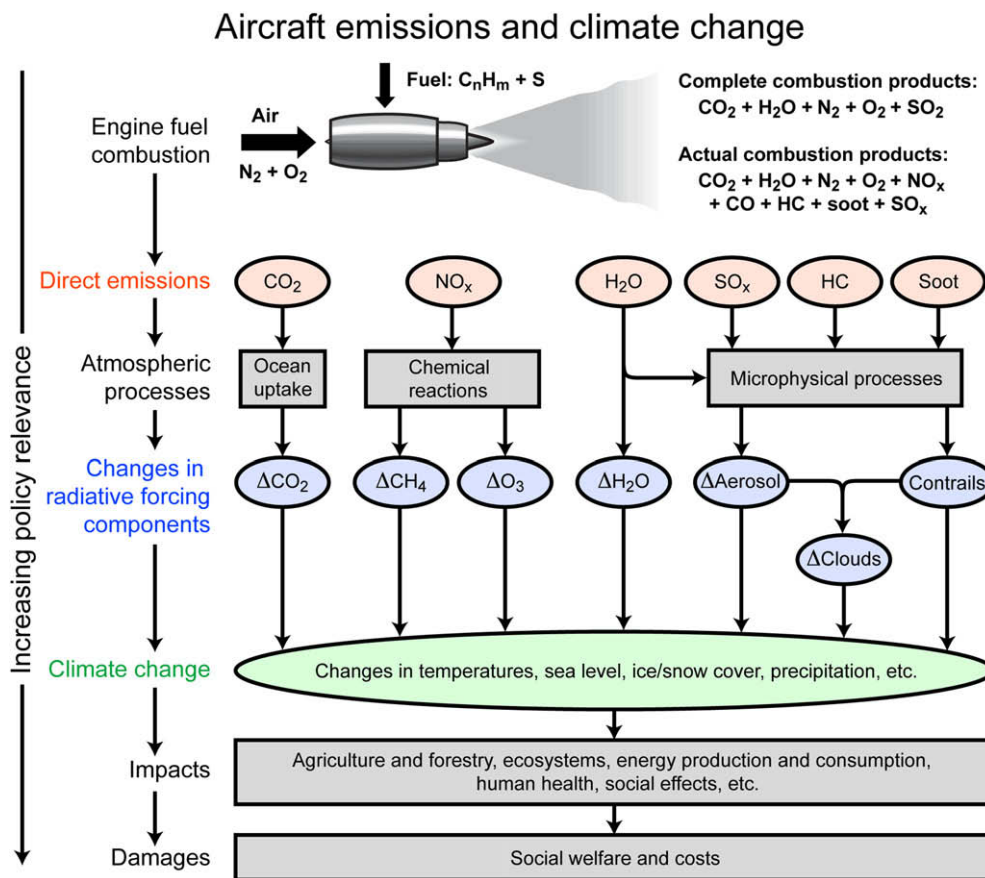 Aircraft emissions and climate change
Increasing policy relevance
Engine fuel
combustion
Air
N₂ + O₂
Fuel: CₙHₘ + S
Complete combustion products:
CO₂ + H₂O + N₂ + O₂ + SO₂
Actual combustion products:
CO₂ + H₂O + N₂ + O₂ + NOₓ
+ CO + HC + soot + SOₓ
Direct emissions
CO₂
NOₓ
H₂O
SOₓ
HC
Soot
Atmospheric
processes
Ocean
uptake
Chemical
reactions
Microphysical processes
Changes in
radiative forcing
components
ΔCO₂
ΔCH₄
ΔO₃
ΔH₂O
ΔAerosol
Contrails
ΔClouds
Climate change
Changes in temperatures, sea level, ice/snow cover, precipitation, etc.
Impacts
Agriculture and forestry, ecosystems, energy production and consumption,
human health, social effects, etc.
Damages
Social welfare and costs